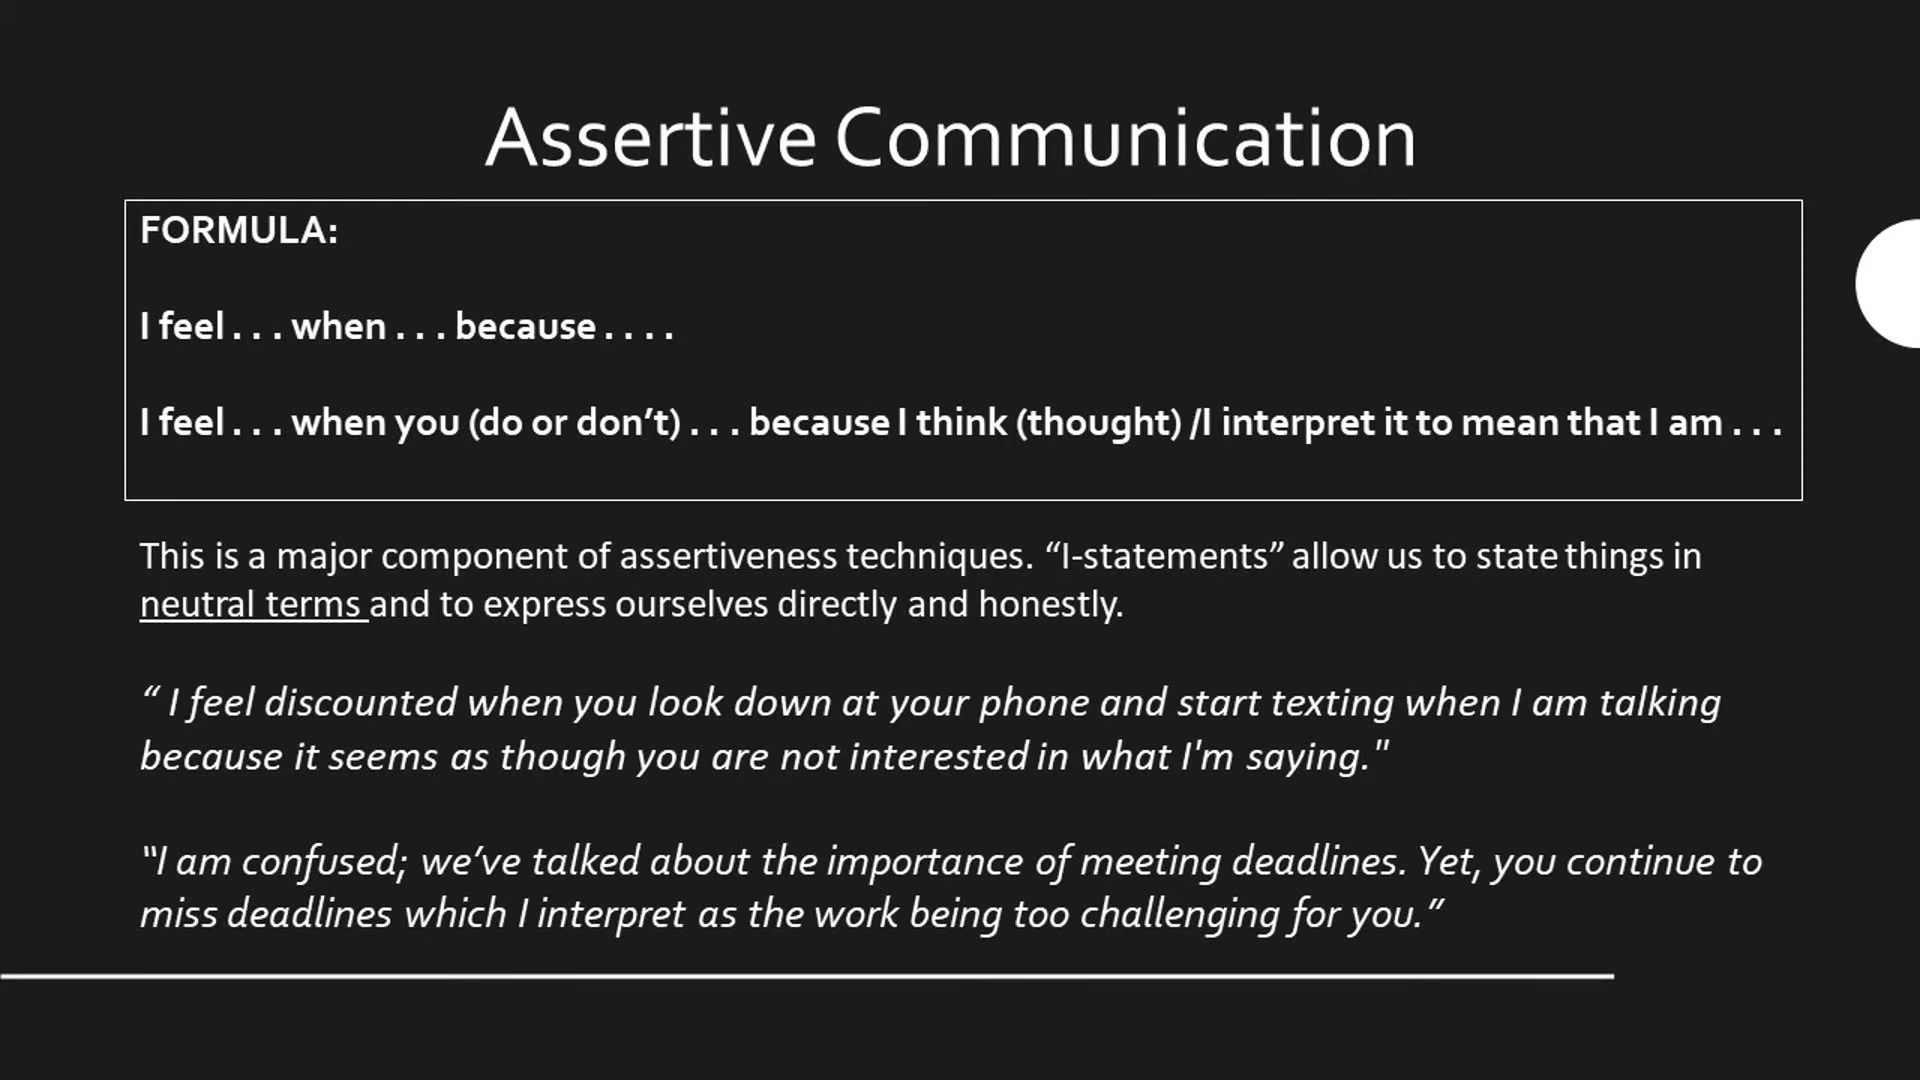 Assertive Communication
FORMULA:
I feel . . . when . . . because . . . .
I feel . . . when you (do or don’t) . . . because I think (thought) /I interpret it to mean that I am . . .
This is a major component of assertiveness techniques. “I-statements” allow us to state things in
neutral terms and to express ourselves directly and honestly.
“ I feel discounted when you look down at your phone and start texting when I am talking
because it seems as though you are not interested in what I'm saying."
“I am confused; we’ve talked about the importance of meeting deadlines. Yet, you continue to
miss deadlines which I interpret as the work being too challenging for you.”